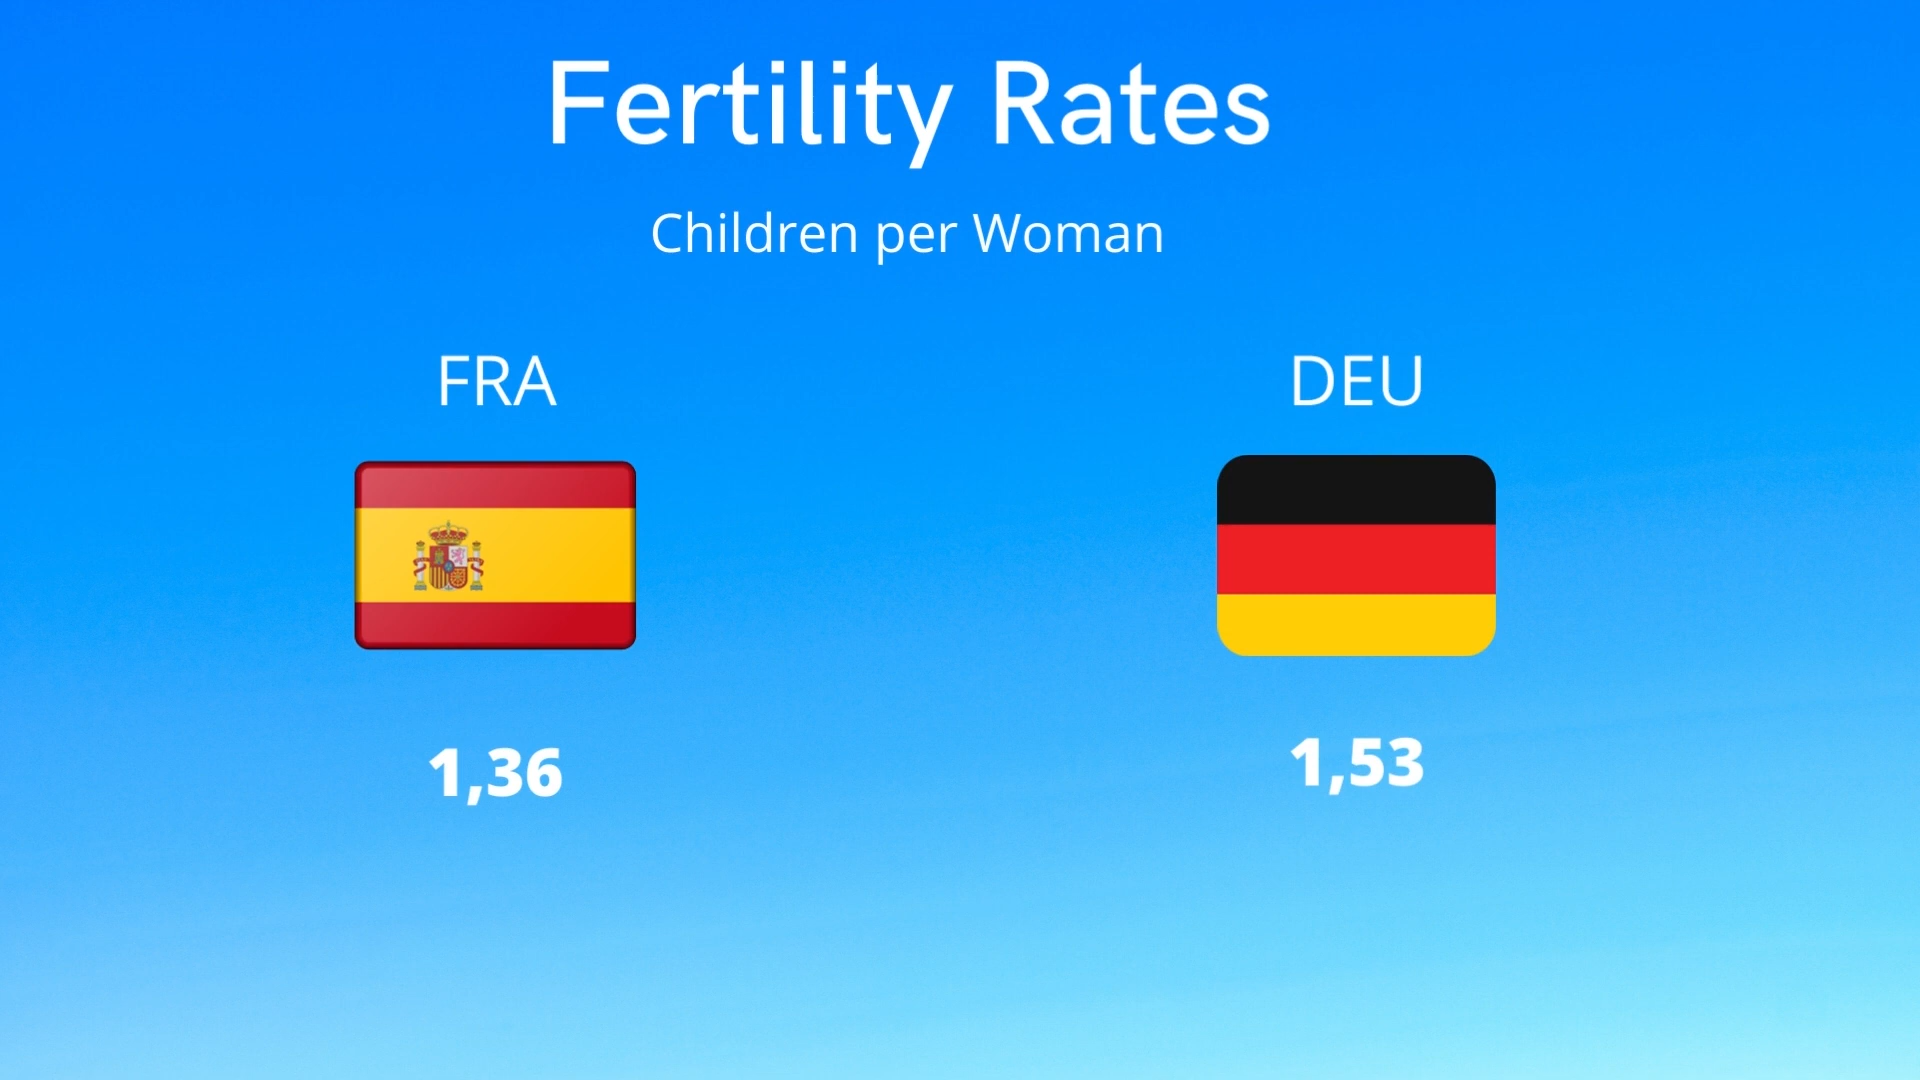 Fertility Rates
Children per Woman
FRA
DEU
1,36
1,53